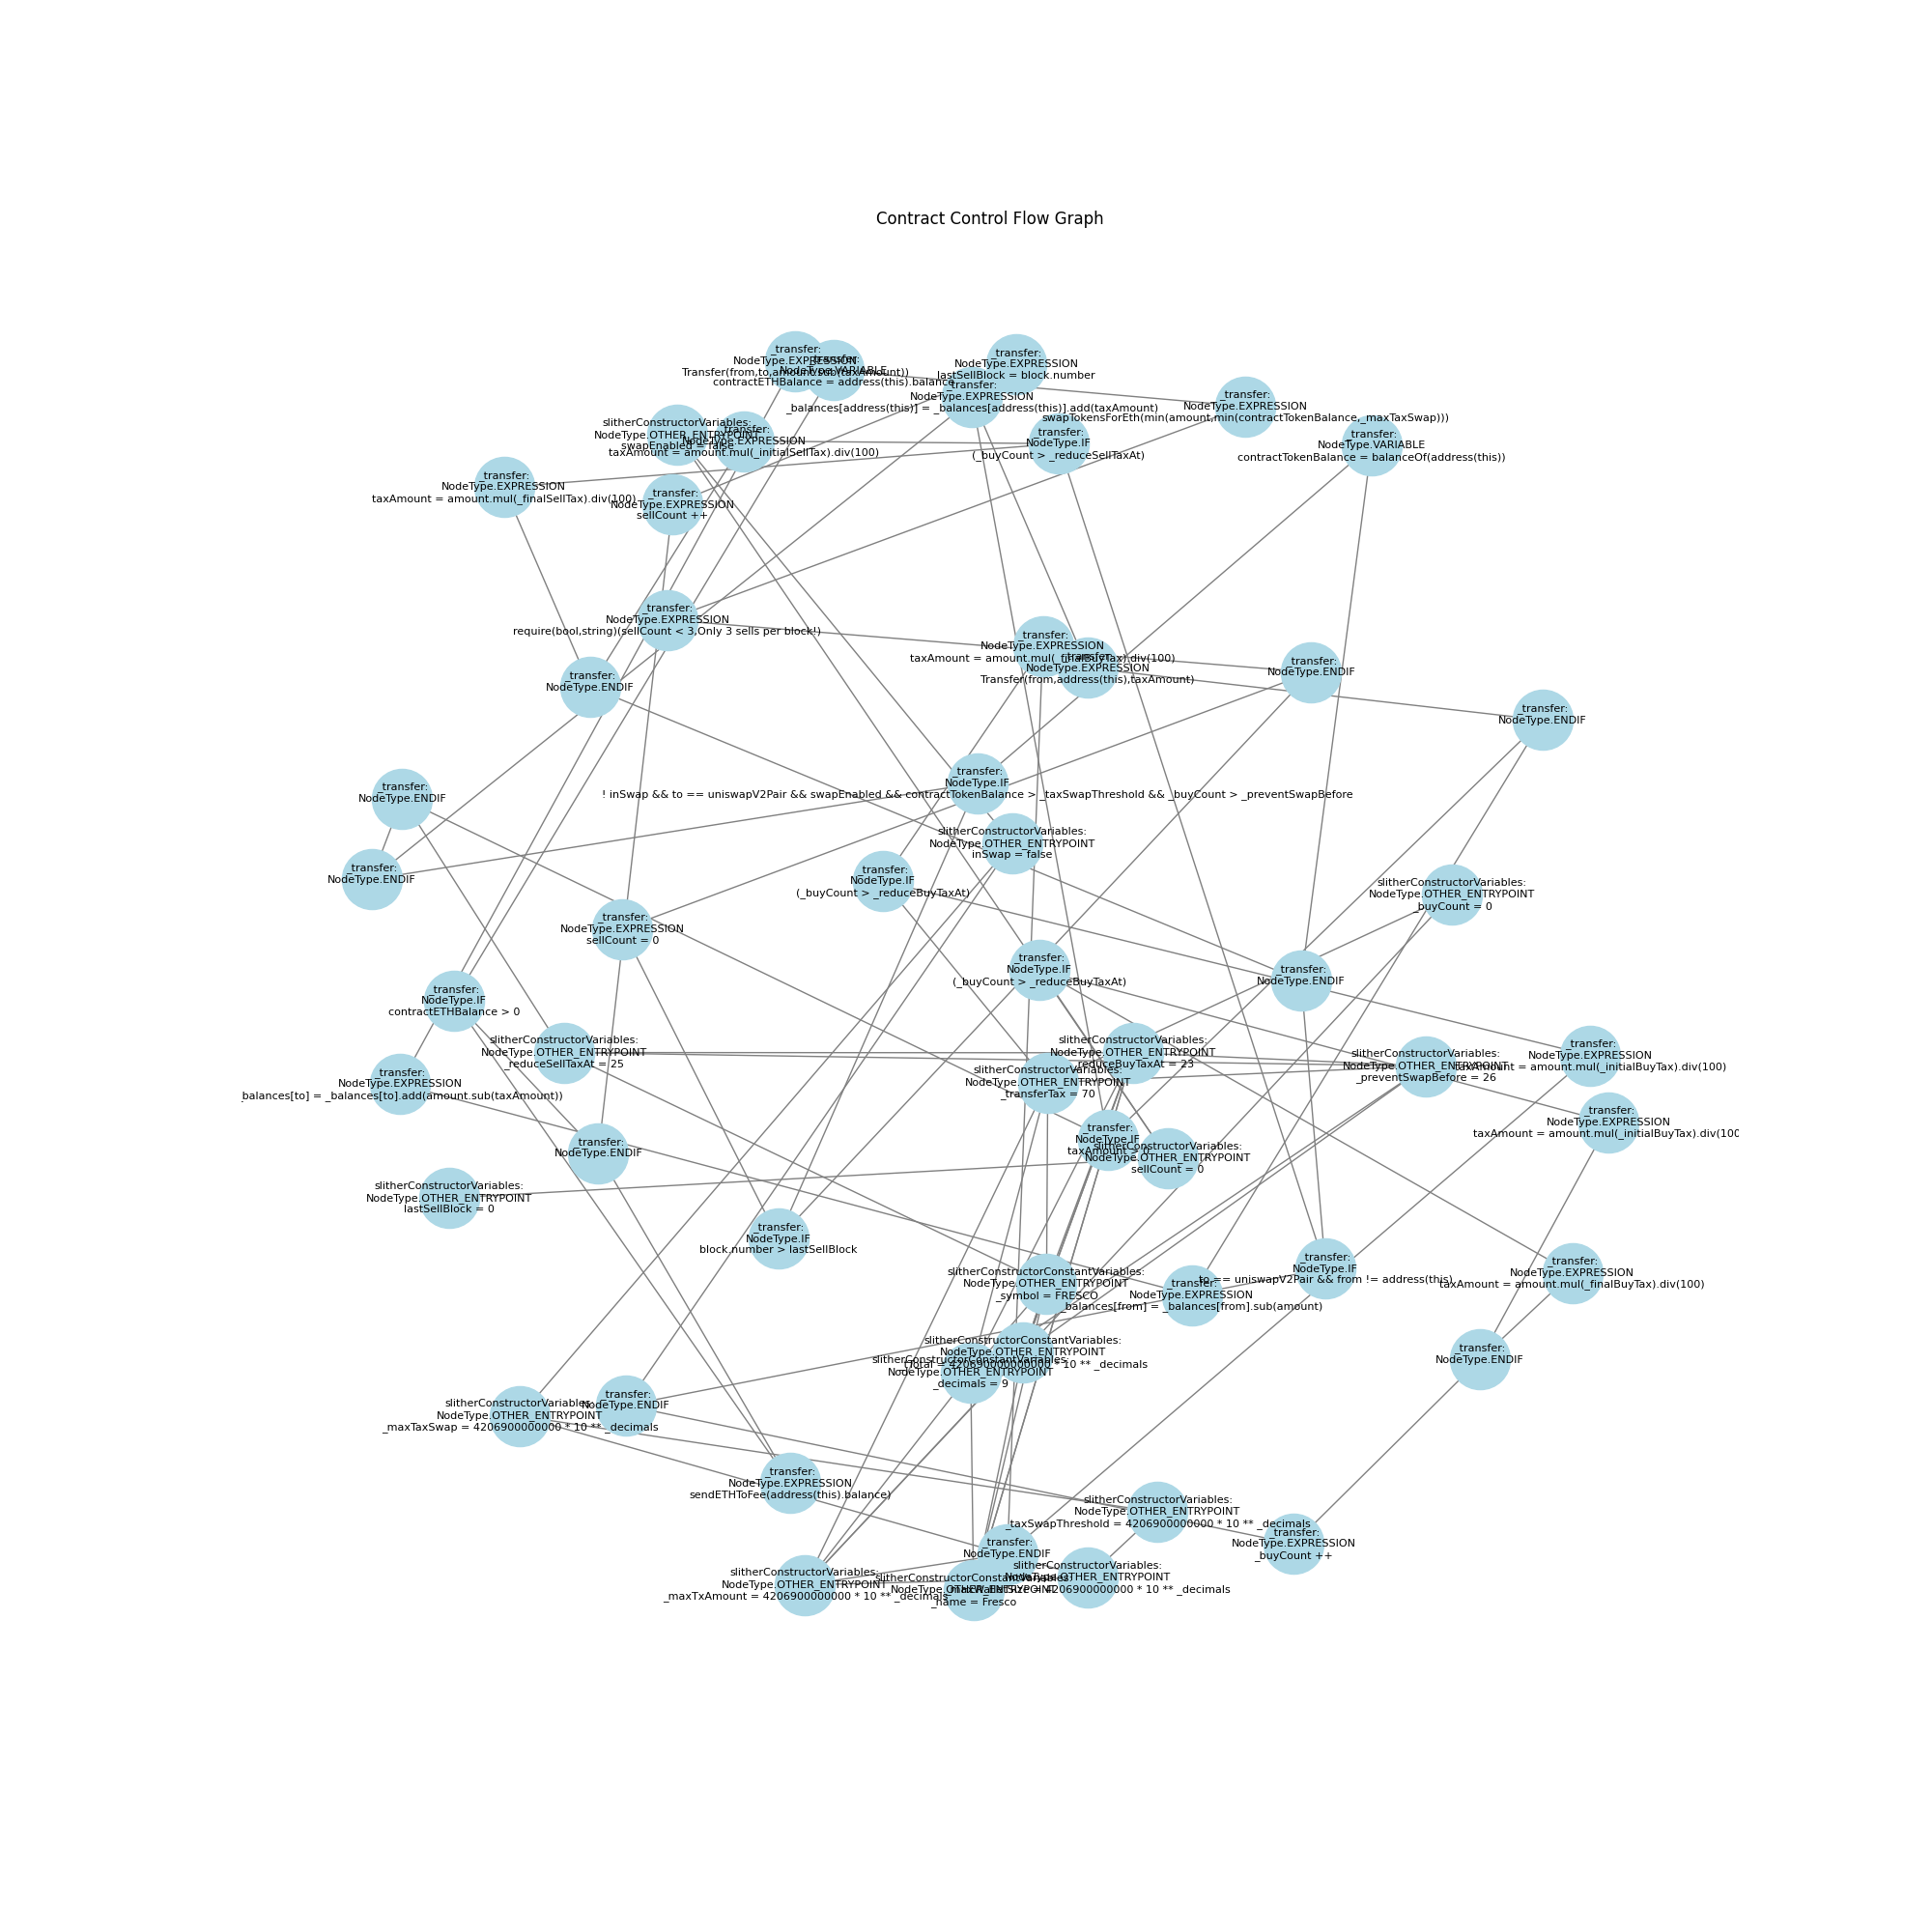 Contract Control Flow Graph
_transfer:
NodeType.EXPRESSION
Transfer(from,to,amount.sub(taxAmount))
_transfer:
NodeType.VARIABLE
contractETHBalance = address(this).balance
_transfer:
NodeType.EXPRESSION
lastSellBlock = block.number
_transfer:
NodeType.EXPRESSION
_balances[address(this)] = _balances[address(this)].add(taxAmount)
_transfer:
NodeType.EXPRESSION
swapTokensForEth(min(amount,min(contractTokenBalance,_maxTaxSwap)))
slitherConstructorVariables:
NodeType.OTHER_ENTRYPOINT
swapEnabled = false
_transfer:
NodeType.EXPRESSION
taxAmount = amount.mul(_initialSellTax).div(100)
_transfer:
NodeType.IF
(_buyCount > _reduceSellTaxAt)
_transfer:
NodeType.VARIABLE
contractTokenBalance = balanceOf(address(this))
_transfer:
NodeType.EXPRESSION
taxAmount = amount.mul(_finalSellTax).div(100)
_transfer:
NodeType.EXPRESSION
sellCount ++
_transfer:
NodeType.EXPRESSION
require(bool,string)(sellCount < 3,Only 3 sells per block!)
_transfer:
NodeType.EXPRESSION
taxAmount = amount.mul(_finalBuyTax).div(100)
_transfer:
NodeType.EXPRESSION
Transfer(from,address(this),taxAmount)
_transfer:
NodeType.ENDIF
_transfer:
NodeType.ENDIF
_transfer:
NodeType.ENDIF
_transfer:
NodeType.IF
! inSwap && to == uniswapV2Pair && swapEnabled && contractTokenBalance > _taxSwapThreshold && _buyCount > _preventSwapBefore
_transfer:
NodeType.ENDIF
slitherConstructorVariables:
NodeType.OTHER_ENTRYPOINT
inSwap = false
_transfer:
NodeType.ENDIF
_transfer:
NodeType.IF
(_buyCount > _reduceBuyTaxAt)
slitherConstructorVariables:
NodeType.OTHER_ENTRYPOINT
_buyCount = 0
_transfer:
NodeType.EXPRESSION
sellCount = 0
_transfer:
NodeType.IF
(_buyCount > _reduceBuyTaxAt)
_transfer:
NodeType.ENDIF
_transfer:
NodeType.IF
contractETHBalance > 0
slitherConstructorVariables:
NodeType.OTHER_ENTRYPOINT
_reduceSellTaxAt = 25
slitherConstructorVariables:
NodeType.OTHER_ENTRYPOINT
_reduceBuyTaxAt = 23
slitherConstructorVariables:
NodeType.OTHER_ENTRYPOINT
_transferTax = 70
slitherConstructorVariables:
NodeType.OTHER_ENTRYPOINT
_preventSwapBefore = 26
_transfer:
NodeType.EXPRESSION
taxAmount = amount.mul(_initialBuyTax).div(100)
_transfer:
NodeType.EXPRESSION
balances[to] = _balances[to].add(amount.sub(taxAmount))
_transfer:
NodeType.EXPRESSION
taxAmount = amount.mul(_initialBuyTax).div(100
_transfer:
NodeType.IF
taxAmount > 0
_transfer:
NodeType.ENDIF
slitherConstructorVariables:
NodeType.OTHER_ENTRYPOINT
sellCount = 0
slitherConstructorVariables:
NodeType.OTHER_ENTRYPOINT
lastSellBlock = 0
_transfer:
NodeType.IF
block.number > lastSellBlock
_transfer:
NodeType.IF
to == uniswapV2Pair && from != address(this)
_transfer:
NodeType.EXPRESSION
taxAmount = amount.mul(_finalBuyTax).div(100)
slitherConstructorConstantVariables:
NodeType.OTHER_ENTRYPOINT
_symbol = FRESCO
_transfer:
NodeType.EXPRESSION
_balances[from] = _balances[from].sub(amount)
slitherConstructorConstantVariables:
NodeType.OTHER_ENTRYPOINT
_tTotal = 420690000000000 * 10 ** _decimals
slitherConstructorConstantVariables:
NodeType.OTHER_ENTRYPOINT
_decimals = 9
_transfer:
NodeType.ENDIF
slitherConstructorVariables:
NodeType.OTHER_ENTRYPOINT
_maxTaxSwap = 4206900000000 * 10 ** _decimals
_transfer:
NodeType.ENDIF
_transfer:
NodeType.EXPRESSION
sendETHToFee(address(this).balance)
slitherConstructorVariables:
NodeType.OTHER_ENTRYPOINT
_taxSwapThreshold = 4206900000000 * 10 ** _decimals
_transfer:
NodeType.EXPRESSION
_buyCount ++
_transfer:
NodeType.ENDIF
slitherConstructorVariables:
NodeType.OTHER_ENTRYPOINT
_maxWalletSize = 4206900000000 * 10 ** _decimals
slitherConstructorVariables:
NodeType.OTHER_ENTRYPOINT
_maxTxAmount = 4206900000000 * 10 ** _decimals
slitherConstructorConstantVariables:
NodeType.OTHER_ENTRYPOINT
_name = Fresco